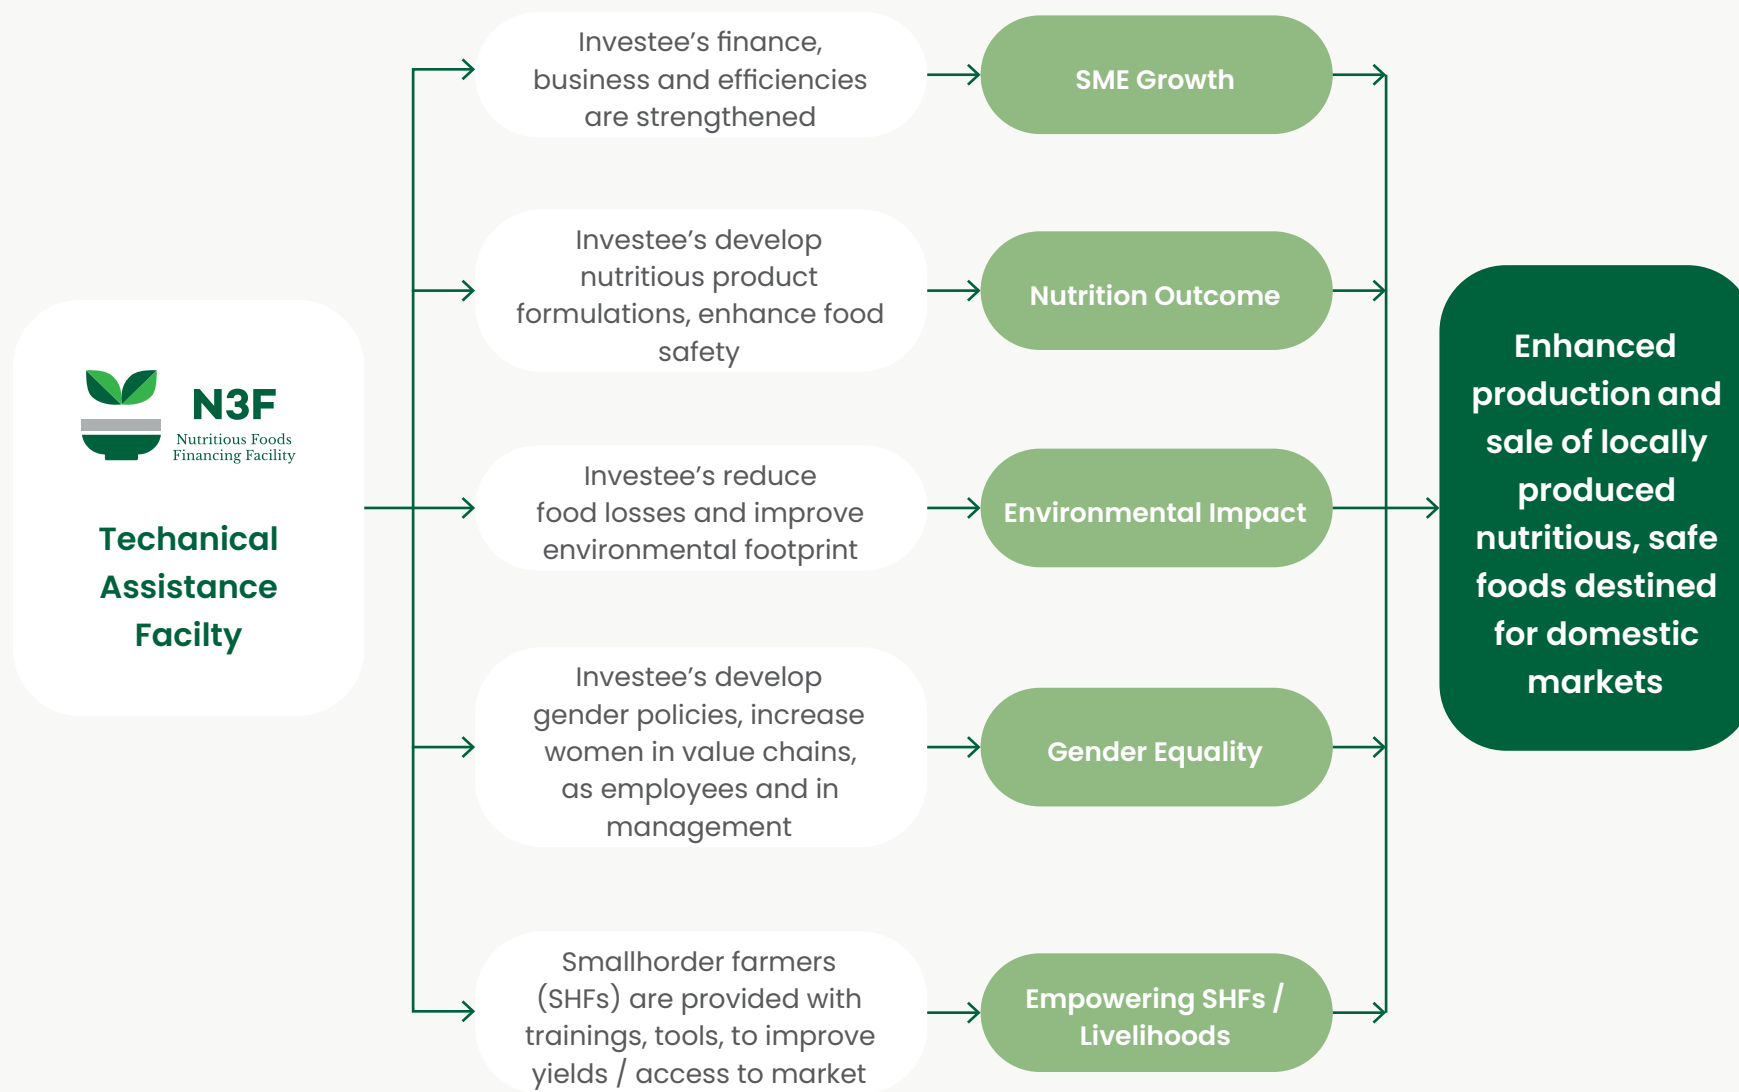 N3F
Nutritious Foods
Financing Facility
Techanical
Assistance
Facilty
Investee’s finance,
business and efficiencies
are strengthened
SME Growth
Investee’s develop
nutritious product
formulations, enhance food
safety
Nutrition Outcome
Investee’s reduce
food losses and improve
environmental footprint
Environmental Impact
Investee’s develop
gender policies, increase
women in value chains,
as employees and in
management
Gender Equality
Smallhorder farmers
(SHFs) are provided with
trainings, tools, to improve
yields / access to market
Empowering SHFs /
Livelihoods
Enhanced
production and
sale of locally
produced
nutritious, safe
foods destined
for domestic
markets